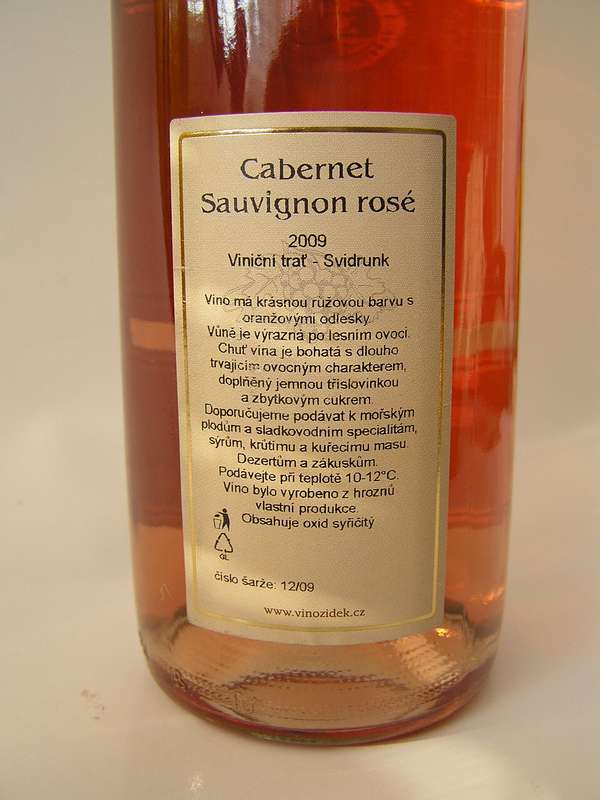 Cabernet
Sauvignon rosé
2009
Viniční trať - Svidrunk
Víno má krásnou růžovou barvu s
oranžovými odlesky.
Vůně je výrazná po lesním ovoci.
Chuť vína je bohatá s dlouho
trvajícím ovocným charakterem,
doplněný jemnou tříslovinkou
a zbytkovým cukrem.
Doporučujeme podávat k mořským
plodům a sladkovodním specialitám,
sýrům, krůtímu a kuřecímu masu.
Dezertům a zákuskům.
Podávejte při teplotě 10-12°C.
Víno bylo vyrobeno z hroznů
vlastní produkce.
Obsahuje oxid syřičitý
GL
číslo šarže: 12/09
www.vinozidek.cz